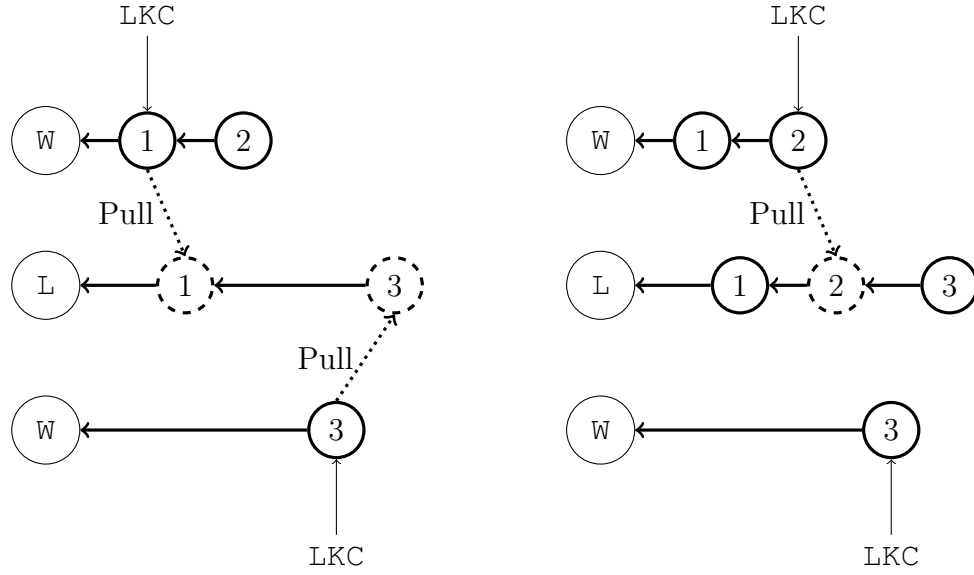 LKC LKC
W 1 2 W 1 2
Pull Pull
L 1 3 L 1 2 3
Pull
W 3 W 3
LKC LKC